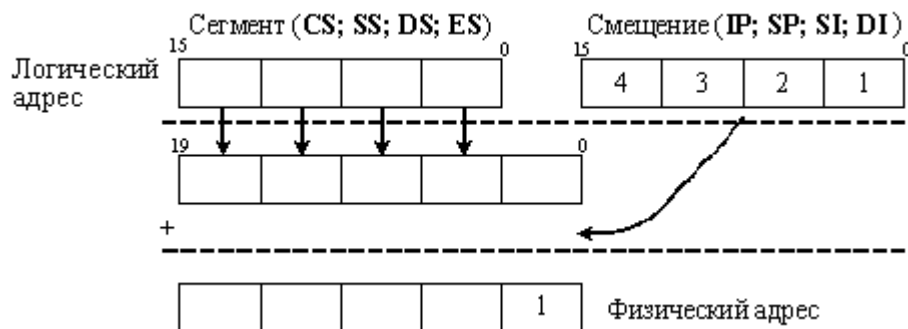 Сегмент (CS; SS; DS; ES) Смещение (IP; SP; SI; DI)
15 0 15 0
Логический 4 3 2 1
адрес
19 0
+
1 Физический адрес